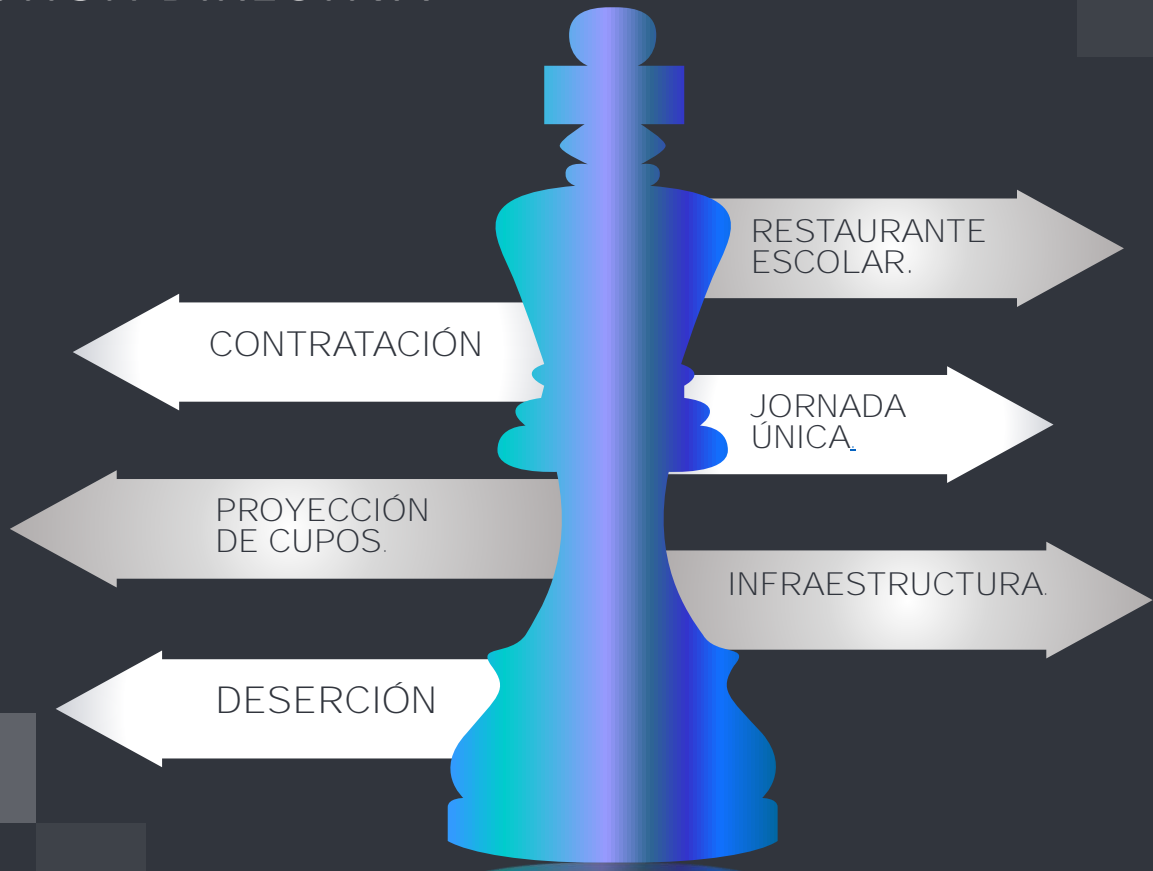 RESTAURANTE
ESCOLAR.
CONTRATACIÓN
JORNADA
ÚNICA.
PROYECCIÓN
DE CUPOS.
INFRAESTRUCTURA.
DESERCIÓN